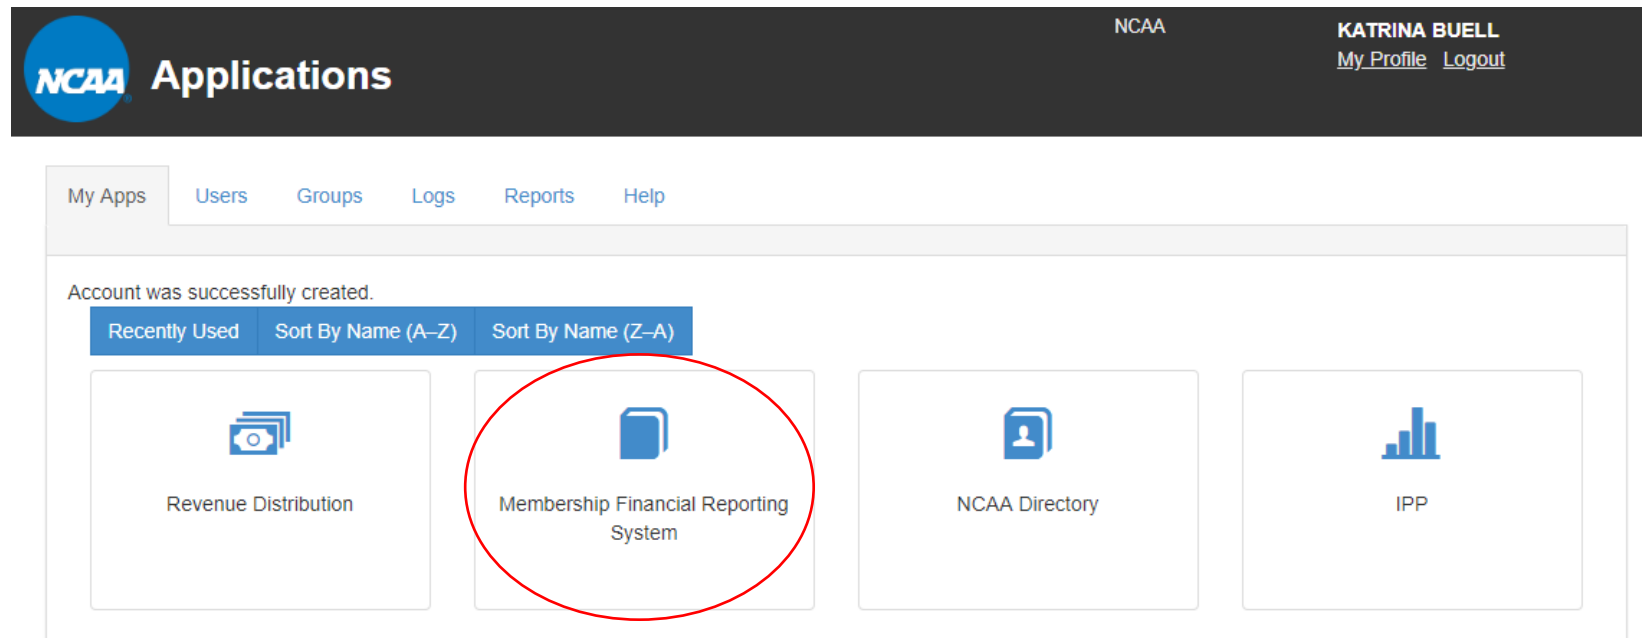 NCAA
KATRINA BUELL
My Profile Logout
NCAA
Applications
My Apps Users Groups Logs Reports Help
Account was successfully created.
Recently Used Sort By Name (A–Z) Sort By Name (Z–A)
Revenue Distribution
Membership Financial Reporting
System
NCAA Directory
IPP